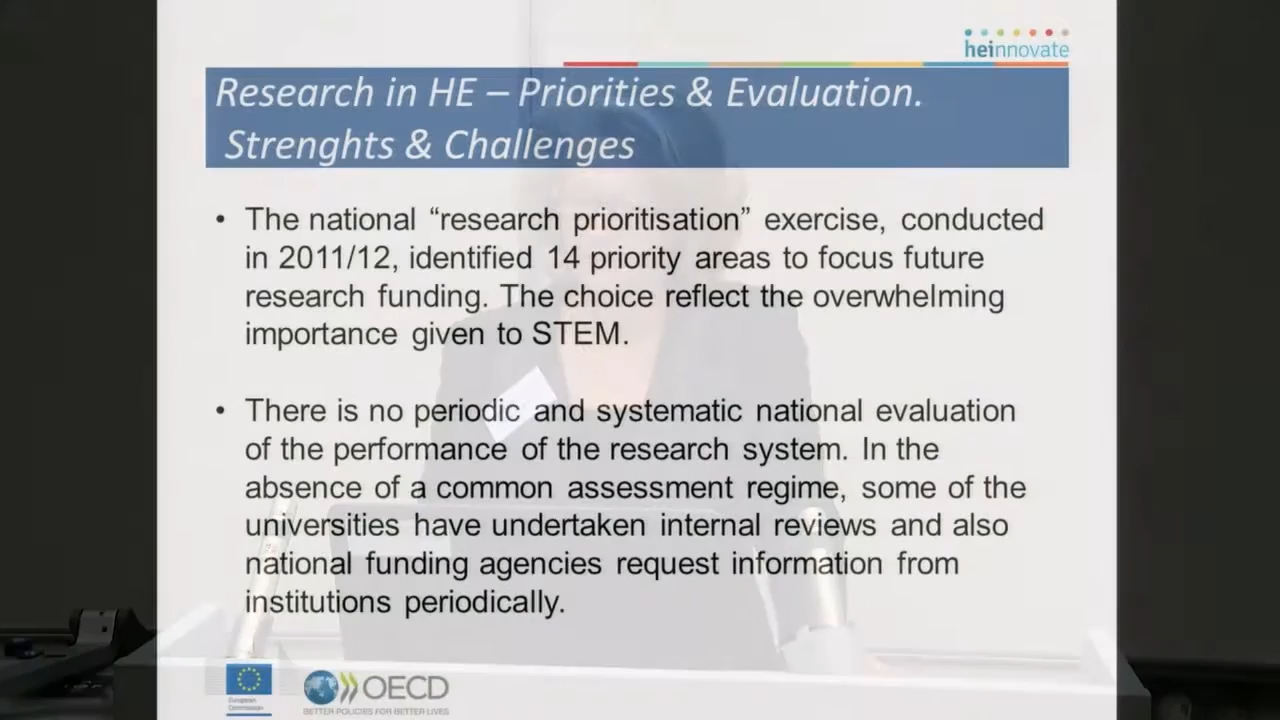 heinnovate
Research in HE – Priorities & Evaluation.
Strenghts & Challenges
• The national “research prioritisation” exercise, conducted
in 2011/12, identified 14 priority areas to focus future
research funding. The choice reflect the overwhelming
importance given to STEM.
• There is no periodic and systematic national evaluation
of the performance of the research system. In the
absence of a common assessment regime, some of the
universities have undertaken internal reviews and also
national funding agencies request information from
institutions periodically.
European
Commission
OECD
BETTER POLICIES FOR BETTER LIVES